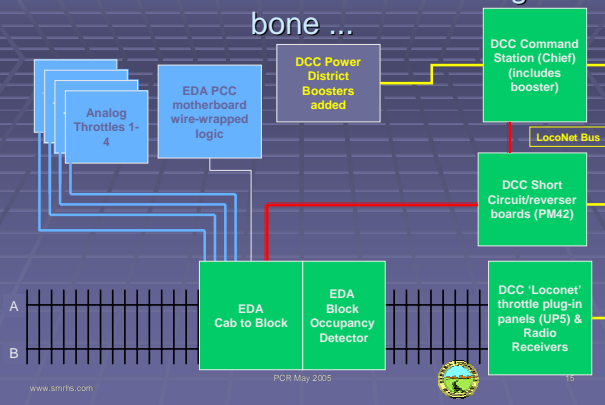 bone ...
DCC Command
Station (Chief)
(includes
booster)
DCC Power
District
Boosters
added
EDA PCC
motherboard
wire-wrapped
logic
Analog
Throttles 1-
4
LocoNet Bus
DCC Short
Circuit/reverser
boards (PM42)
EDA
Cab to Block
EDA
Block
Occupancy
Detector
DCC ‘Loconet’
throttle plug-in
panels (UP5) &
Radio
Receivers
A
B
www.smrhs.com
PCR May 2005
15